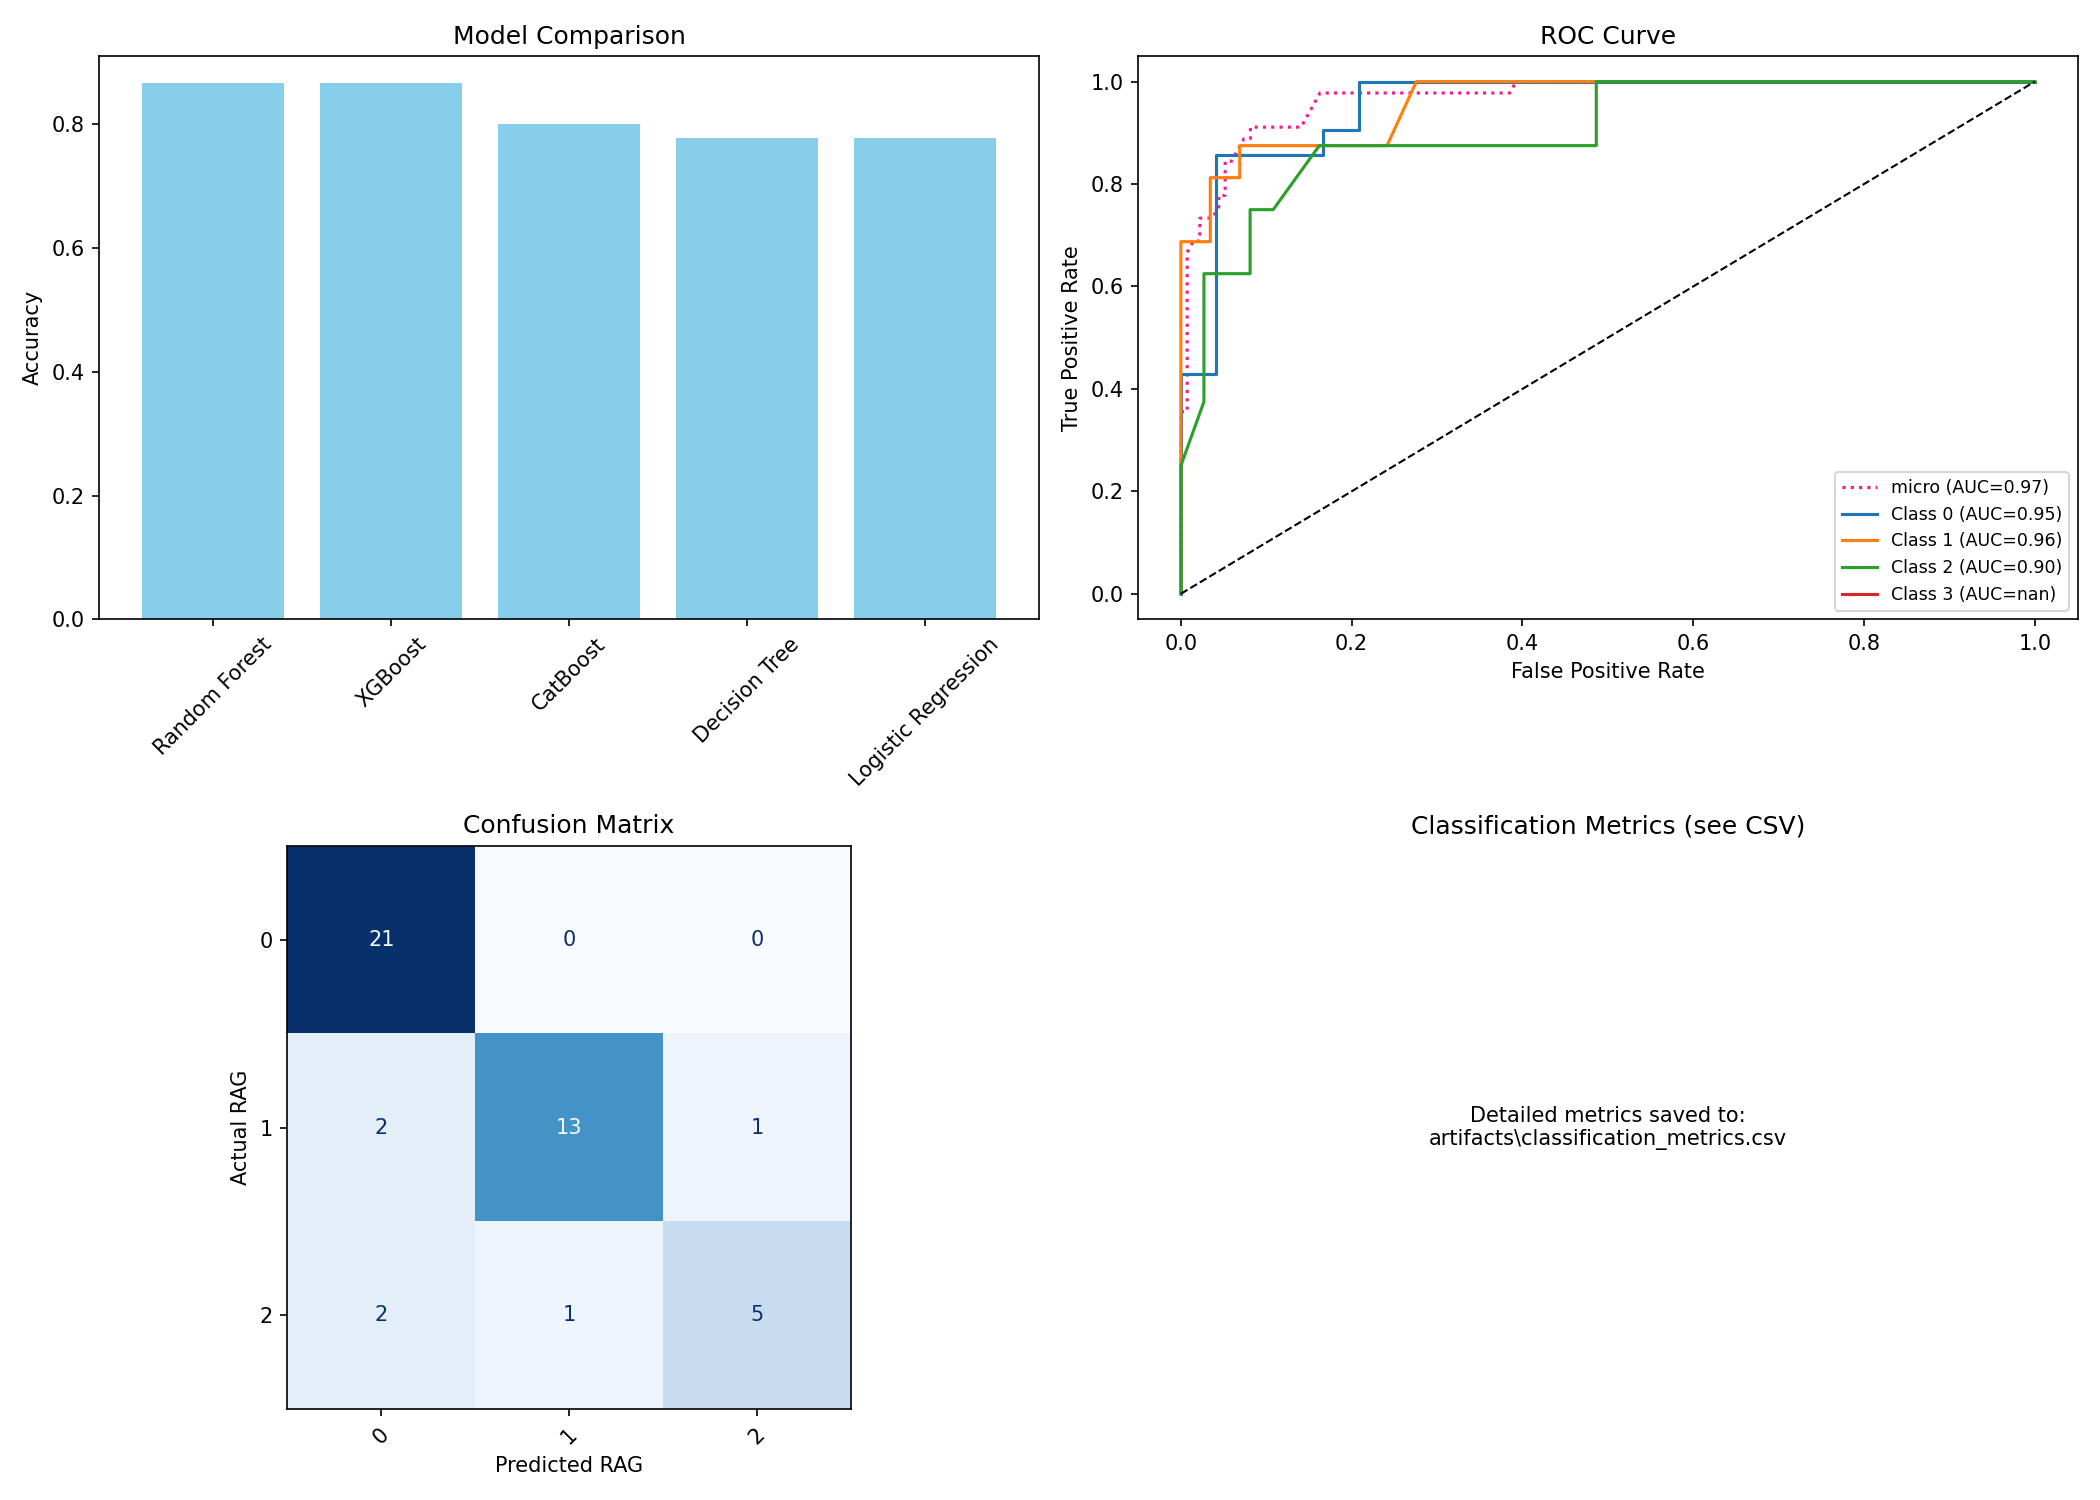 Model Comparison
Accuracy
0.8
0.6
0.4
0.2
0.0
Random Forest
XGBoost
CatBoost
Decision Tree
Logistic Regression
ROC Curve
True Positive Rate
1.0
0.8
0.6
0.4
0.2
0.0
micro (AUC=0.97)
Class 0 (AUC=0.95)
Class 1 (AUC=0.96)
Class 2 (AUC=0.90)
Class 3 (AUC=nan)
0.0 0.2 0.4 0.6 0.8 1.0
False Positive Rate
Confusion Matrix
Actual RAG
0 21 0 0
1 2 13 1
2 2 1 5
0 1 2
Predicted RAG
Classification Metrics (see CSV)
Detailed metrics saved to:
artifacts\classification_metrics.csv